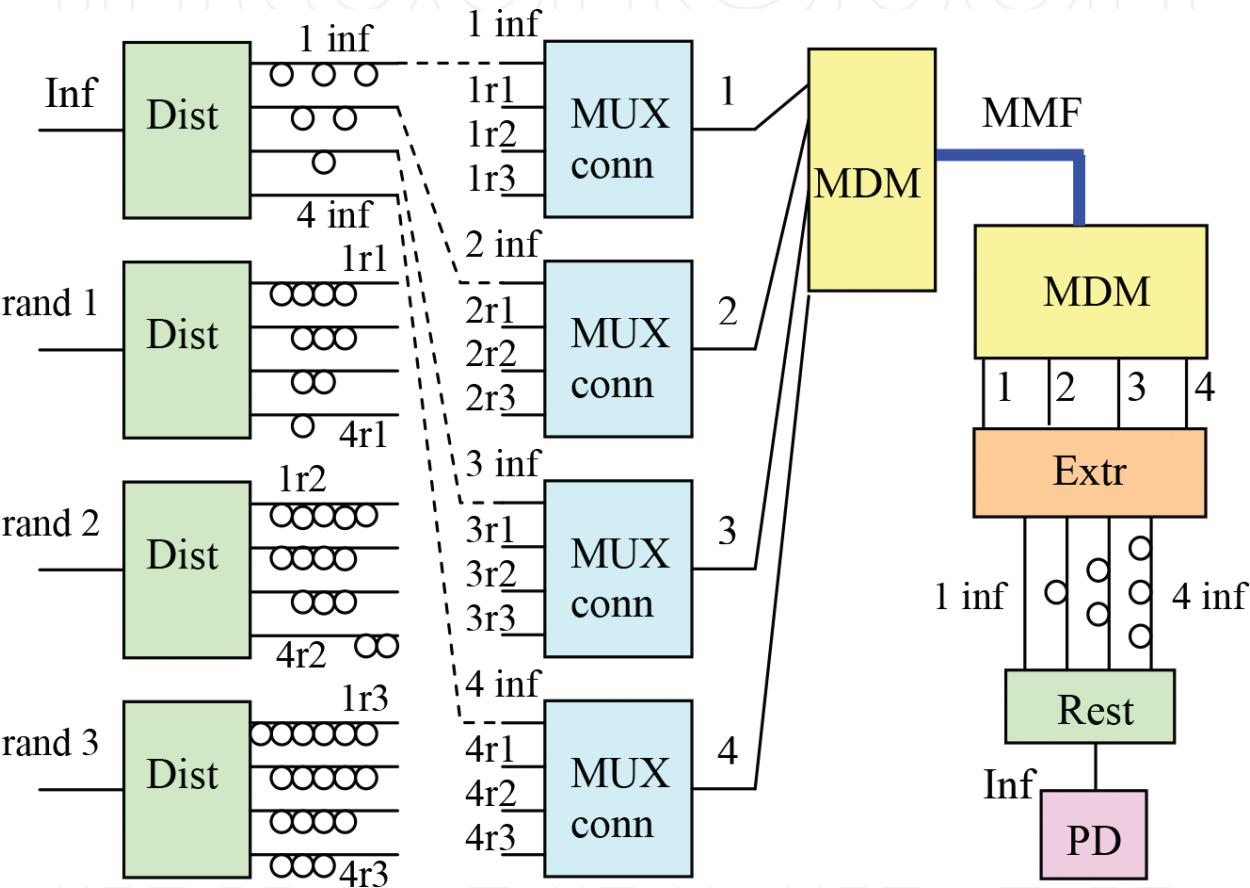 Inf
Dist
1 inf
4 inf
rand 1
Dist
1r1
4r1
rand 2
Dist
1r2
4r2
rand 3
Dist
1r3
4r3
1 inf
1r1
1r2
1r3
MUX
conn
1
2 inf
2r1
2r2
2r3
MUX
conn
2
3 inf
3r1
3r2
3r3
MUX
conn
3
4 inf
4r1
4r2
4r3
MUX
conn
4
MDM
MMF
MDM
1 2 3 4
Extr
1 inf 4 inf
Rest
Inf
PD